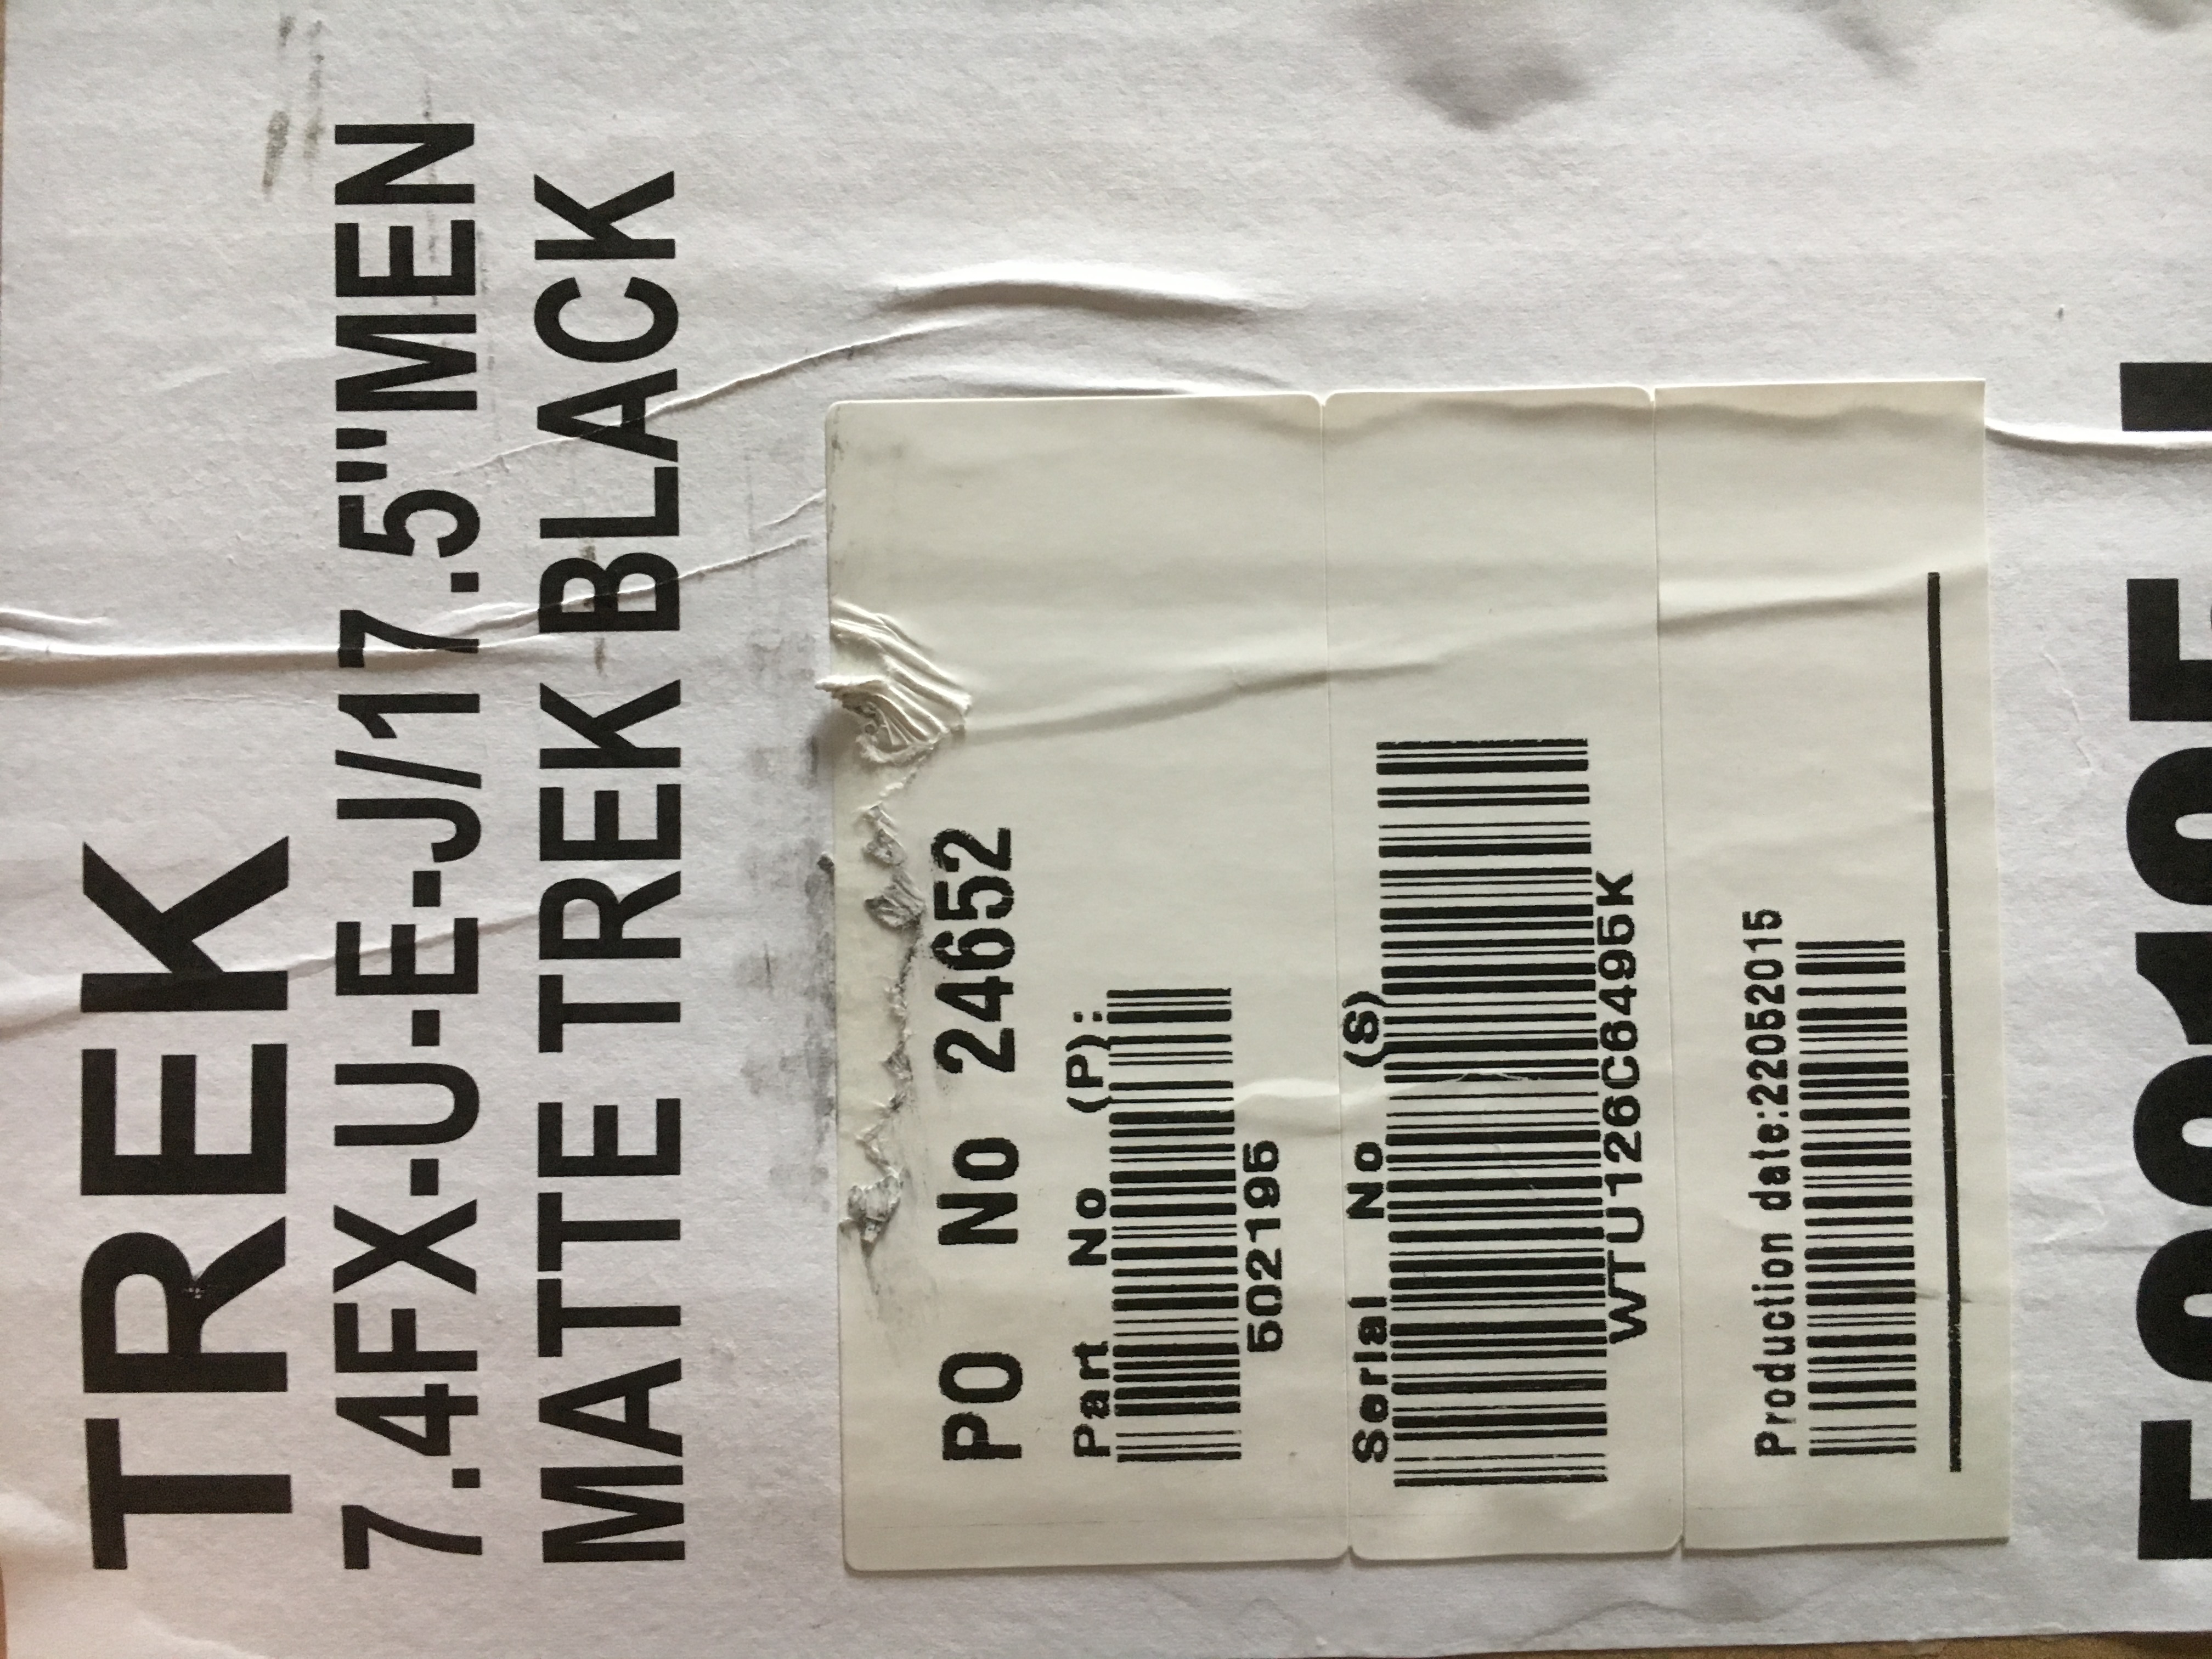 TREK
7.4FX-U-E-J/17.5"MEN
MATTE TREK BLACK
PO No 24652
Part No (P):
502195
Serial No (S)
WTU126C6495K
Production date:22052015